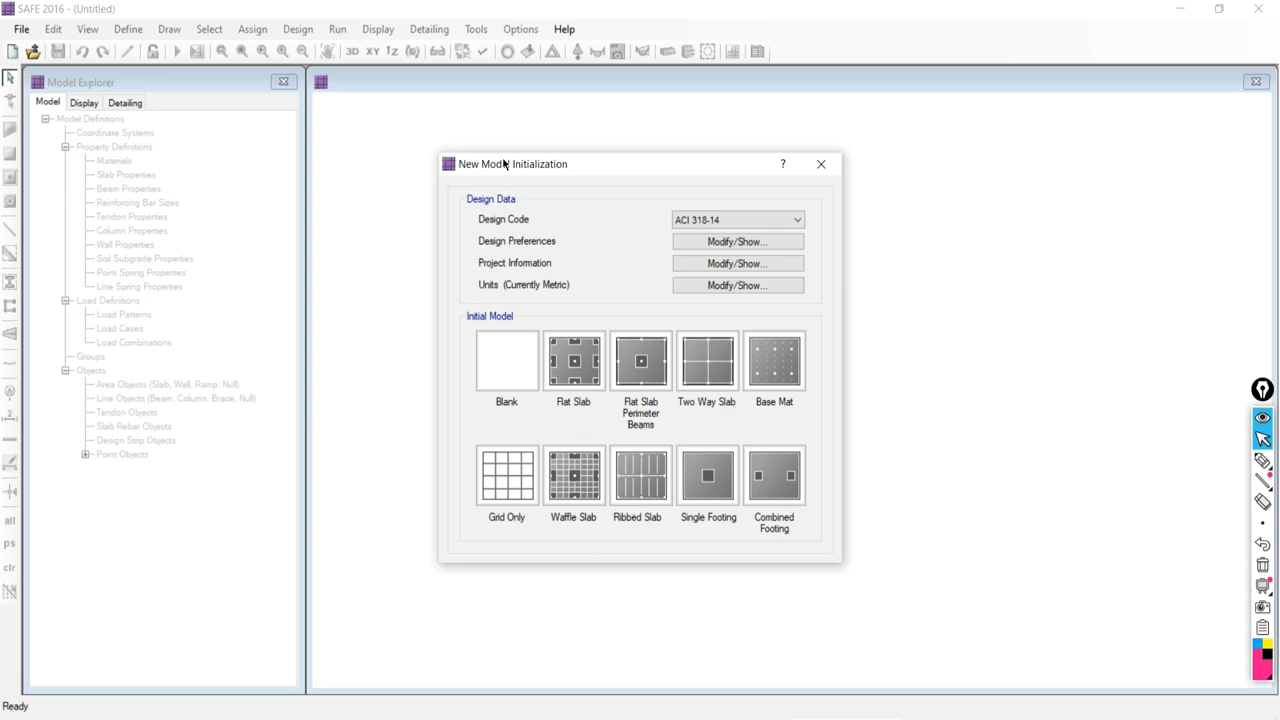 SAFE 2016 - (Untitled)
File Edit View Define Draw Select Assign Design Run Display Detailing Tools Options Help
3D XY
Model Explorer
Model Display Detailing
Model Definitions
Coordinate Systems
Property Definitions
Materials
Slab Properties
Beam Properties
Reinforcing Bar Sizes
Tendon Properties
Column Properties
Wall Properties
Soil Subgrade Properties
Point Spring Properties
Line Spring Properties
Load Definitions
Load Patterns
Load Cases
Load Combinations
Groups
Objects
Area Objects (Slab, Wall, Ramp, Null)
Line Objects (Beam, Column, Brace, Null)
Tendon Objects
Slab Rebar Objects
Design Strip Objects
Point Objects
all
ps
clr
New Model Initialization ?
Design Data
Design Code ACI 318-14
Design Preferences Modify/Show...
Project Information Modify/Show...
Units (Currently Metric) Modify/Show...
Initial Model
Blank
Flat Slab
Flat Slab
Perimeter
Beams
Two Way Slab
Base Mat
Grid Only
Waffle Slab
Ribbed Slab
Single Footing
Combined
Footing
Ready